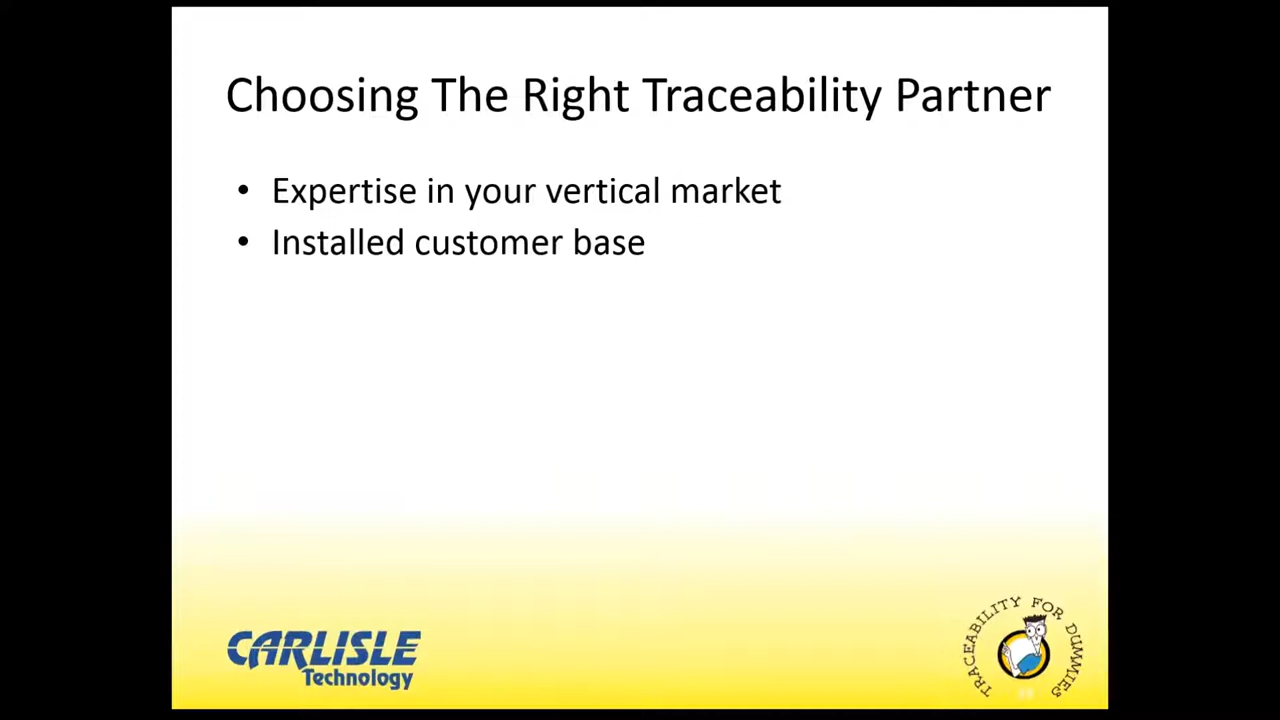 Choosing The Right Traceability Partner
• Expertise in your vertical market
• Installed customer base
CARLISLE
Technology
TRACEABILITY FOR DUMMIES